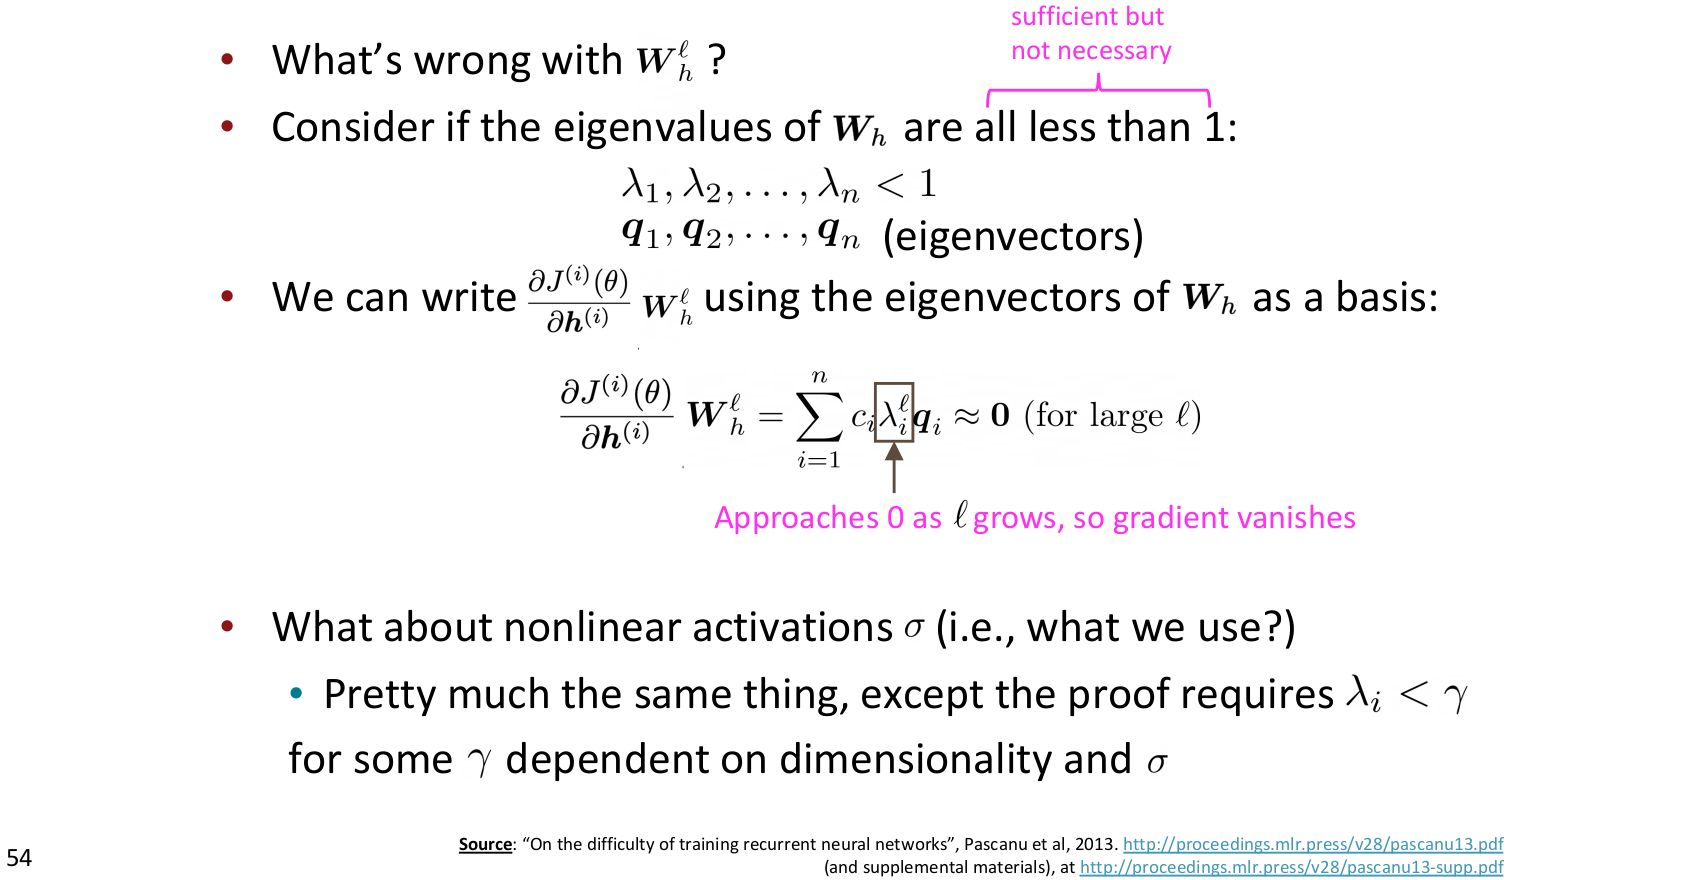 sufficient but
not necessary
• What's wrong with $\boldsymbol{W}_h^\ell$ ?
• Consider if the eigenvalues of $\boldsymbol{W}_h$ are all less than 1:
$\lambda_1, \lambda_2, \ldots, \lambda_n < 1$
$\boldsymbol{q}_1, \boldsymbol{q}_2, \ldots, \boldsymbol{q}_n$ (eigenvectors)
• We can write $\frac{\partial J^{(i)}(\theta)}{\partial \boldsymbol{h}^{(i)}} \boldsymbol{W}_h^\ell$ using the eigenvectors of $\boldsymbol{W}_h$ as a basis:
$\frac{\partial J^{(i)}(\theta)}{\partial \boldsymbol{h}^{(i)}} \boldsymbol{W}_h^\ell = \sum_{i=1}^{n} c_i \lambda_i^\ell \boldsymbol{q}_i \approx \boldsymbol{0}$ (for large $\ell$)
Approaches 0 as $\ell$ grows, so gradient vanishes
• What about nonlinear activations $\sigma$ (i.e., what we use?)
• Pretty much the same thing, except the proof requires $\lambda_i < \gamma$
for some $\gamma$ dependent on dimensionality and $\sigma$
Source: “On the difficulty of training recurrent neural networks”, Pascanu et al, 2013. http://proceedings.mlr.press/v28/pascanu13.pdf
(and supplemental materials), at http://proceedings.mlr.press/v28/pascanu13-supp.pdf
54